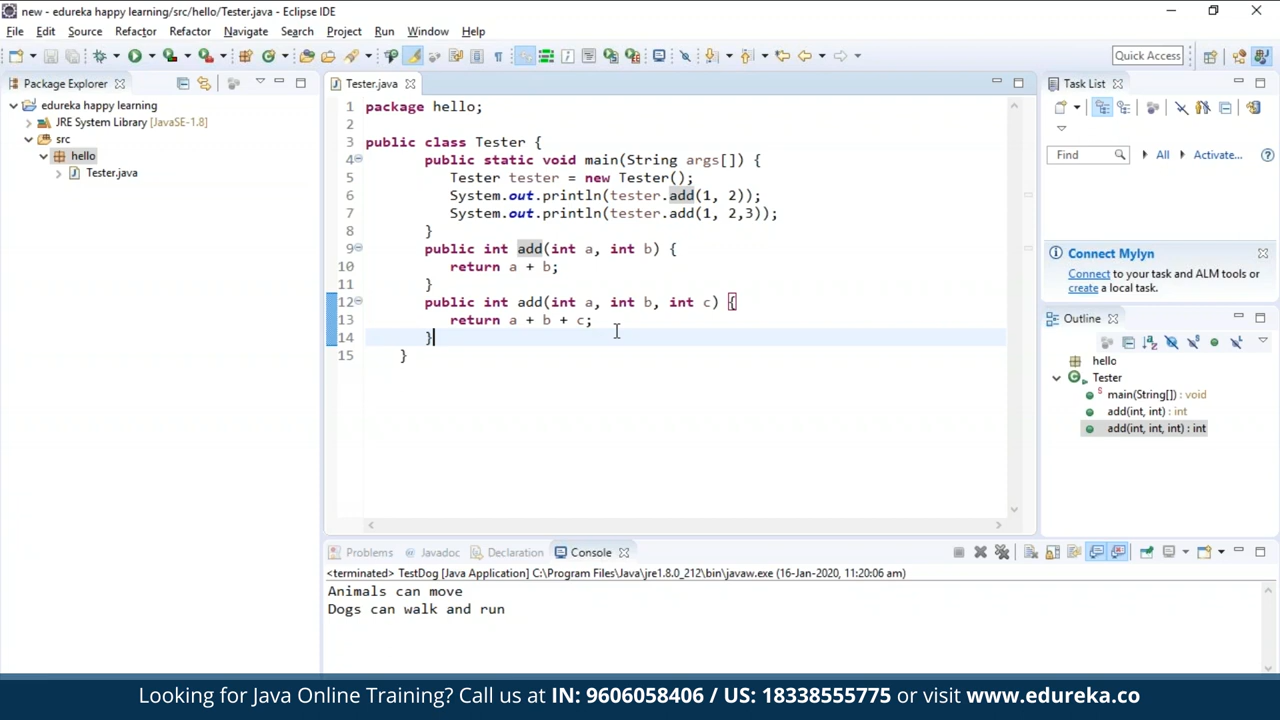 new - edureka happy learning/src/hello/Tester.java - Eclipse IDE
File Edit Source Refactor Refactor Navigate Search Project Run Window Help
Quick Access
Package Explorer
edureka happy learning
JRE System Library [JavaSE-1.8]
src
hello
Tester.java
Tester.java
1 package hello;
2
3 public class Tester {
4 public static void main(String args[]) {
5 Tester tester = new Tester();
6 System.out.println(tester.add(1, 2));
7 System.out.println(tester.add(1, 2,3));
8 }
9 public int add(int a, int b) {
10 return a + b;
11 }
12 public int add(int a, int b, int c) {
13 return a + b + c;
14 }
15 }
Task List
Find All Activate...
Connect Mylyn
Connect to your task and ALM tools or
create a local task.
Outline
hello
Tester
main(String[]) : void
add(int, int) : int
add(int, int, int) : int
Problems Javadoc Declaration Console
<terminated> TestDog [Java Application] C:\Program Files\Java\jre1.8.0_212\bin\javaw.exe (16-Jan-2020, 11:20:06 am)
Animals can move
Dogs can walk and run
Looking for Java Online Training? Call us at IN: 9606058406 / US: 18338555775 or visit www.edureka.co